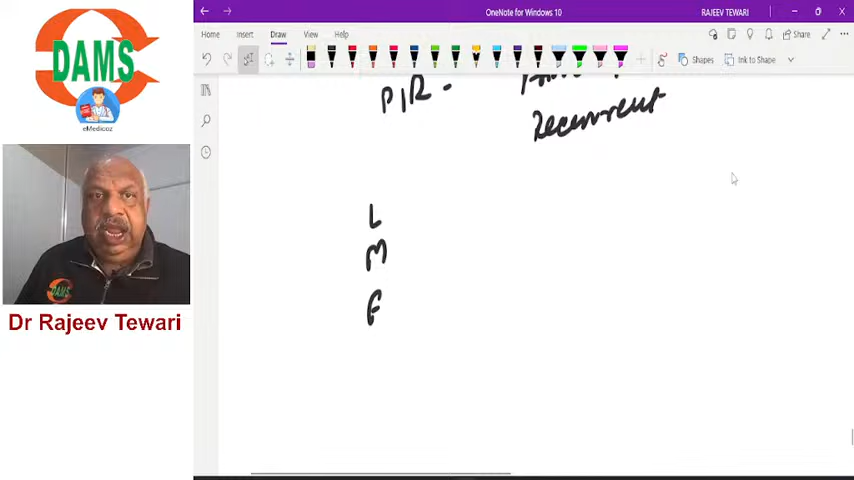 OneNote for Windows 10
RAJEEV TEWARI
Home Insert Draw View Help
Share
Shapes
Ink to Shape
DAMS
eMedicoz
P/R -
Recurrent
L
M
F
DAMS
Dr Rajeev Tewari